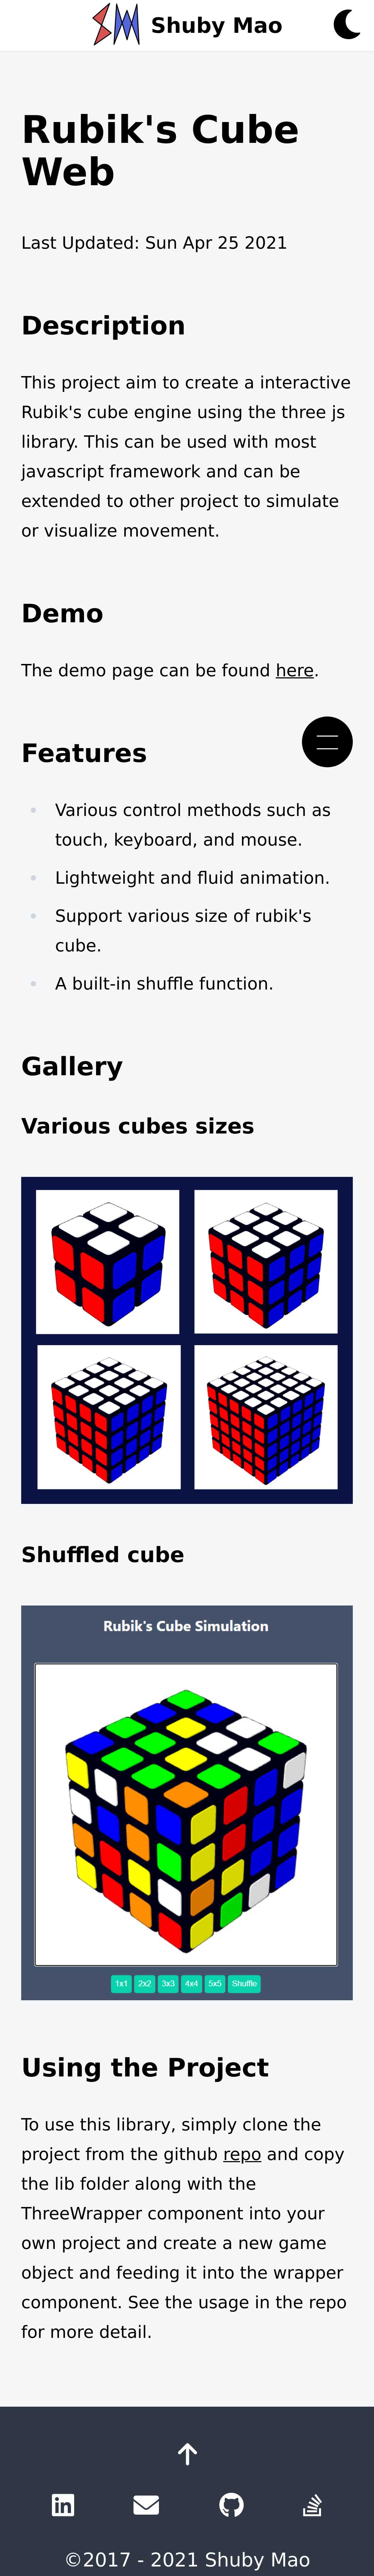 Shuby Mao
Rubik's Cube
Web
Last Updated: Sun Apr 25 2021
Description
This project aim to create a interactive
Rubik's cube engine using the three js
library. This can be used with most
javascript framework and can be
extended to other project to simulate
or visualize movement.
Demo
The demo page can be found here.
Features
Various control methods such as
touch, keyboard, and mouse.
Lightweight and fluid animation.
Support various size of rubik's
cube.
A built-in shuffle function.
Gallery
Various cubes sizes
Shuffled cube
Rubik's Cube Simulation
1x1 2x2 3x3 4x4 5x5 Shuffle
Using the Project
To use this library, simply clone the
project from the github repo and copy
the lib folder along with the
ThreeWrapper component into your
own project and create a new game
object and feeding it into the wrapper
component. See the usage in the repo
for more detail.
©2017 - 2021 Shuby Mao